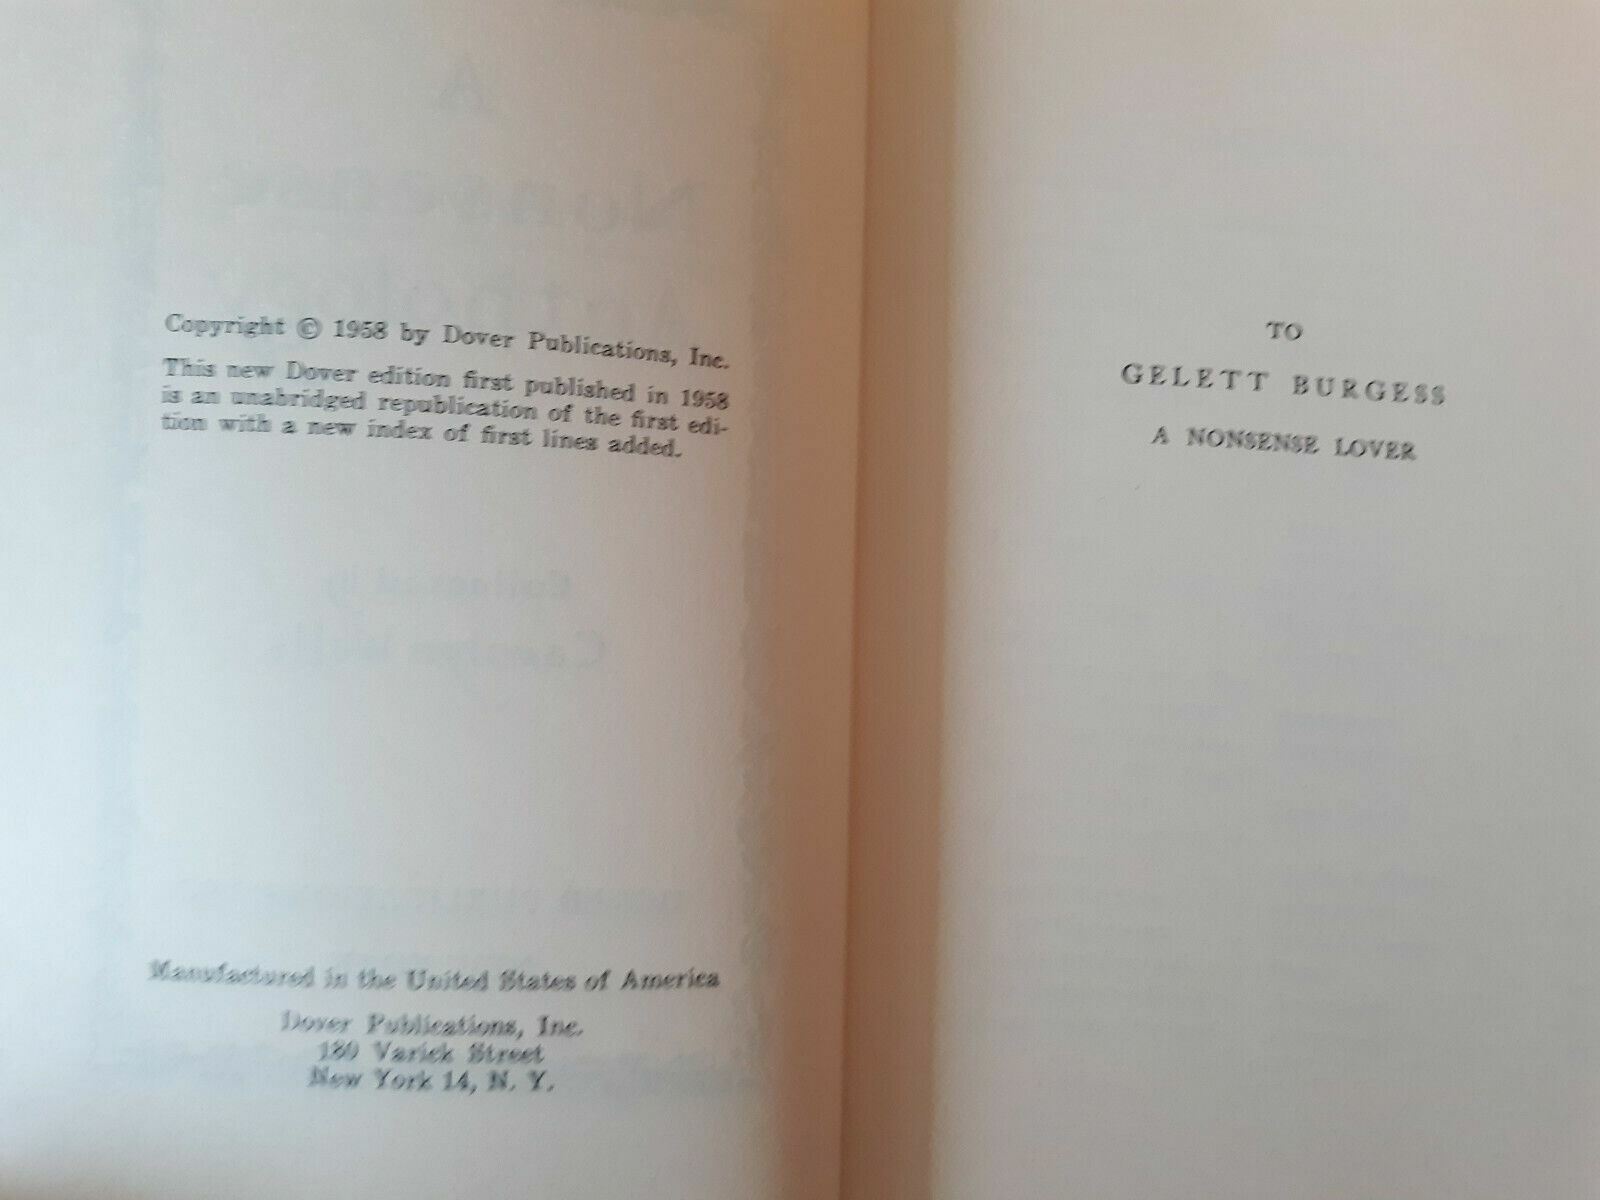 Copyright © 1958 by Dover Publications, Inc.
This new Dover edition first published in 1958
is an unabridged republication of the first edi-
tion with a new index of first lines added.
Manufactured in the United States of America
Dover Publications, Inc.
180 Varick Street
New York 14, N. Y.
TO
GELETT BURGESS
A NONSENSE LOVER